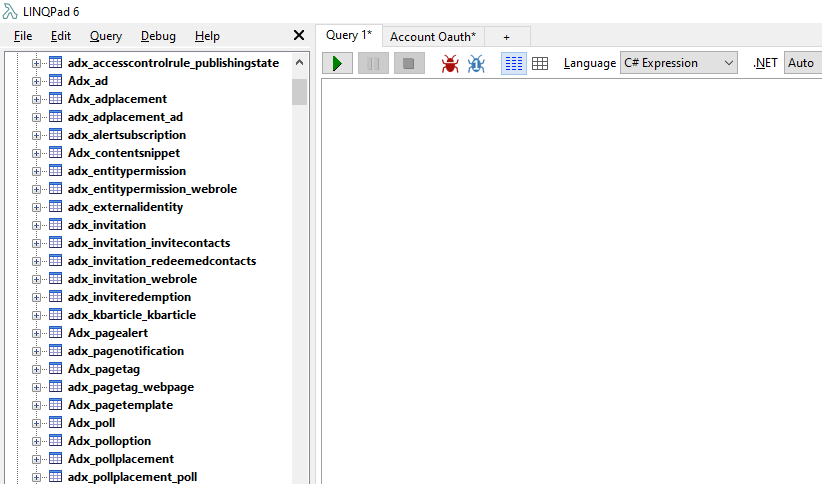 LINQPad 6
File Edit Query Debug Help
Query 1* Account Oauth* +
Language C# Expression .NET Auto
adx_accesscontrolrule_publishingstate
Adx_ad
Adx_adplacement
adx_adplacement_ad
adx_alertsubscription
Adx_contentsnippet
adx_entitypermission
adx_entitypermission_webrole
adx_externalidentity
adx_invitation
adx_invitation_invitecontacts
adx_invitation_redeemedcontacts
adx_invitation_webrole
adx_inviteredemption
adx_kbarticle_kbarticle
Adx_pagealert
adx_pagenotification
Adx_pagetag
adx_pagetag_webpage
Adx_pagetemplate
Adx_poll
Adx_polloption
Adx_pollplacement
adx_pollplacement_poll